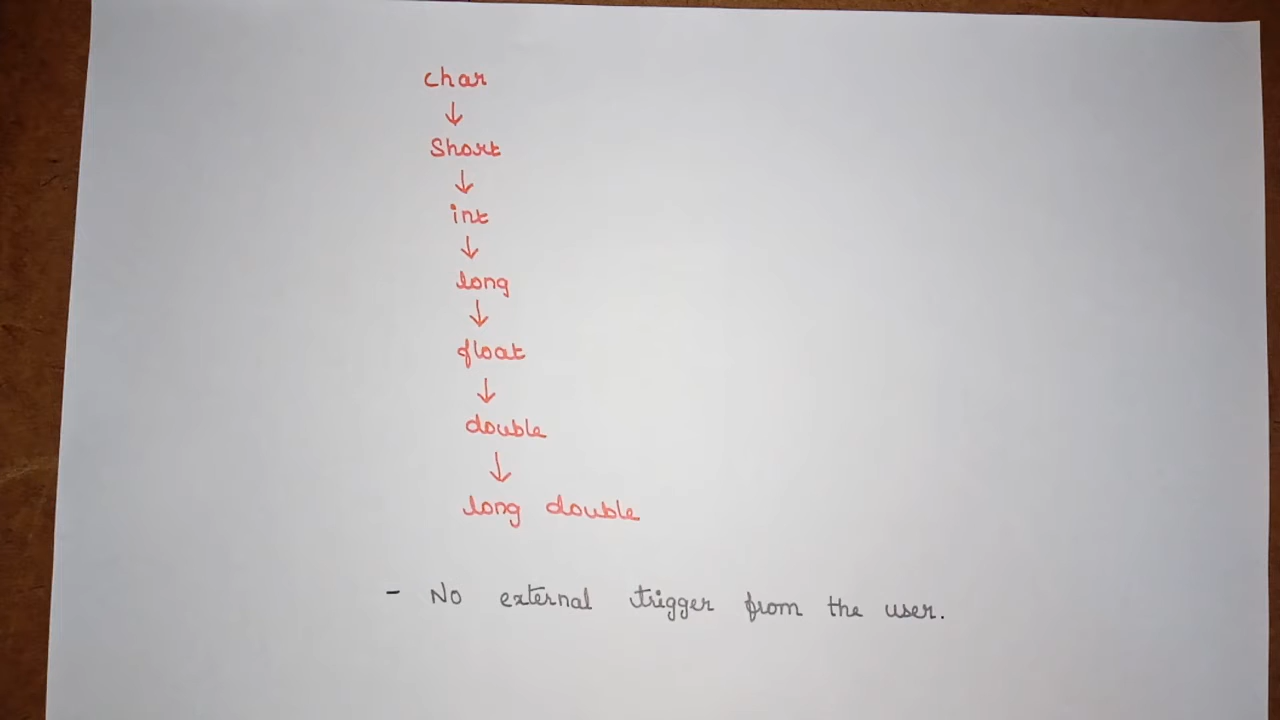 char
↓
Short
↓
int
↓
long
↓
float
↓
double
↓
long double
- No external trigger from the user.